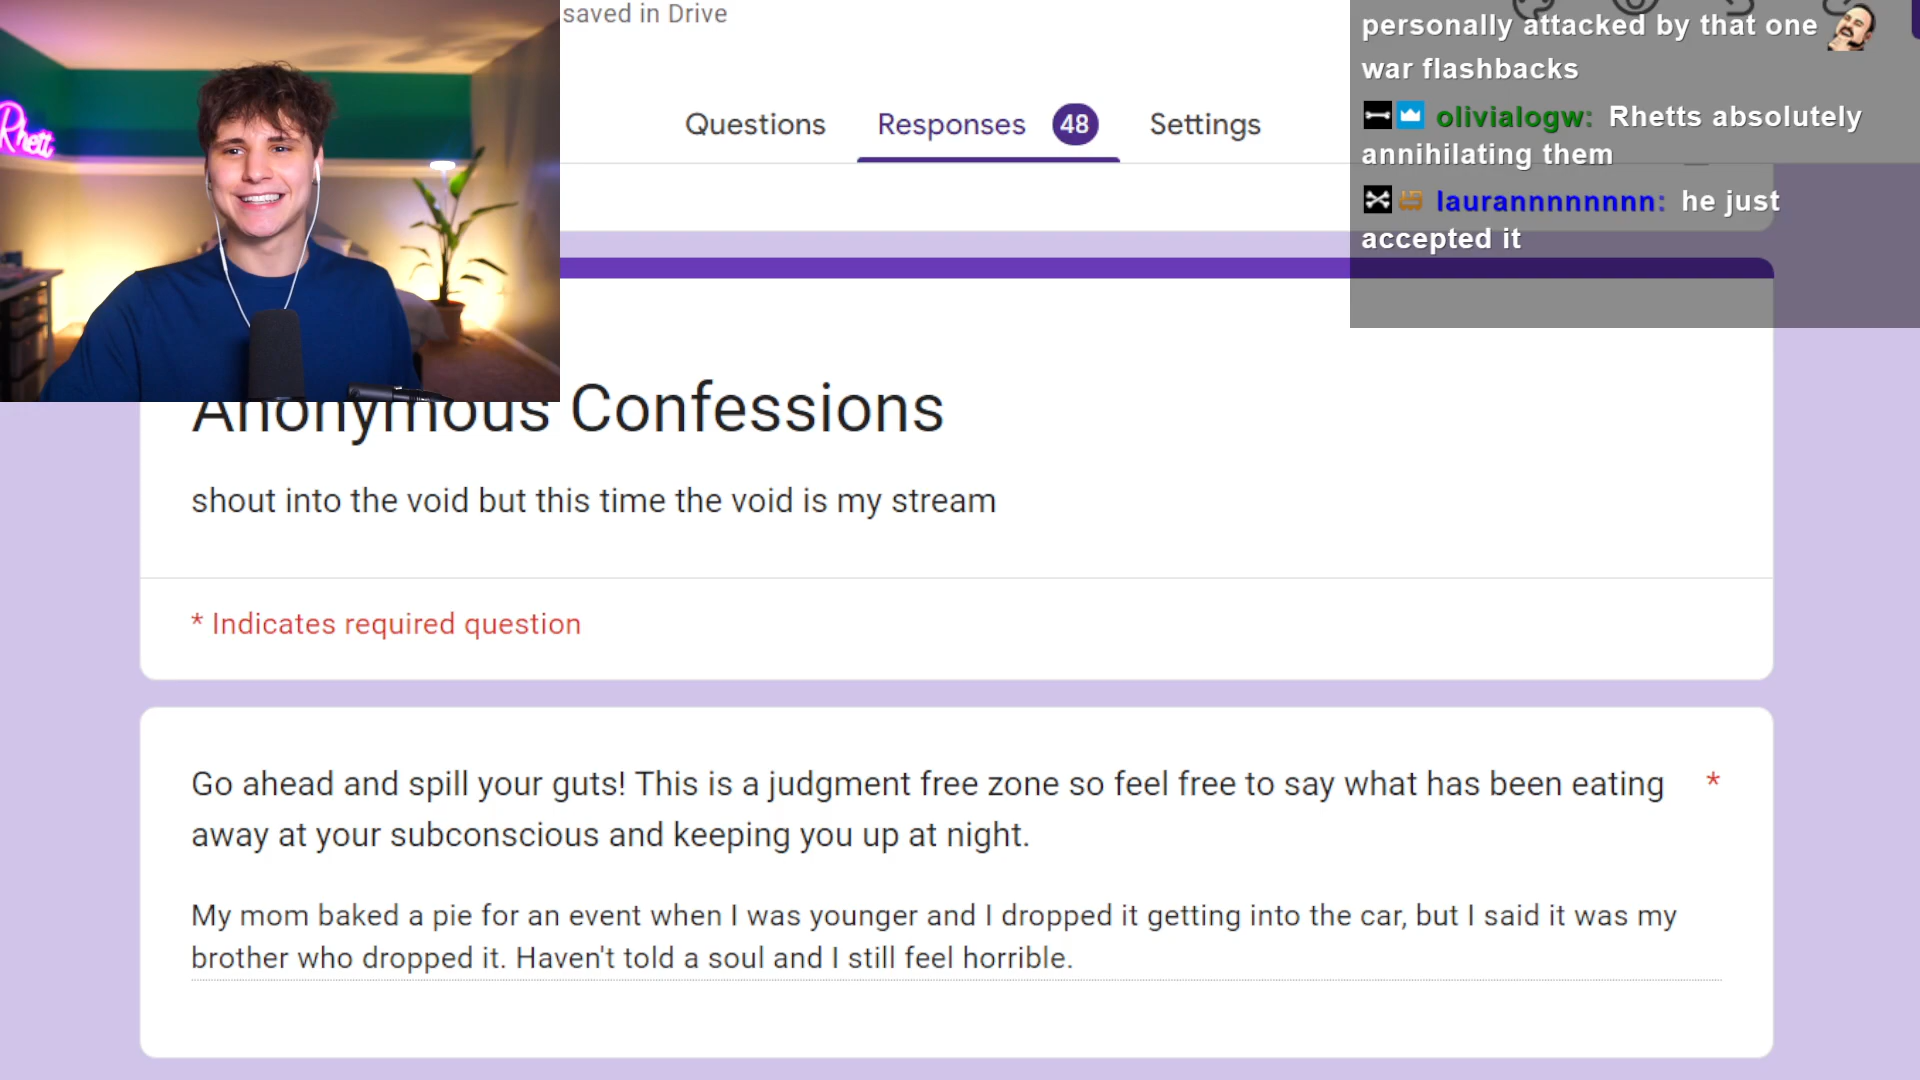 saved in Drive
Questions Responses 48 Settings
Rhett
personally attacked by that one
war flashbacks
olivialogw: Rhetts absolutely
annihilating them
laurannnnnnnn: he just
accepted it
Anonymous Confessions
shout into the void but this time the void is my stream
* Indicates required question
Go ahead and spill your guts! This is a judgment free zone so feel free to say what has been eating *
away at your subconscious and keeping you up at night.
My mom baked a pie for an event when I was younger and I dropped it getting into the car, but I said it was my
brother who dropped it. Haven't told a soul and I still feel horrible.